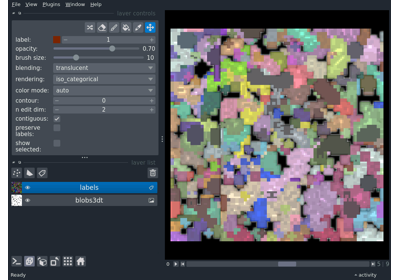 File View Plugins Window Help
layer controls
label: 1
opacity: 0.70
brush size: 10
blending: translucent
rendering: iso_categorical
color mode: auto
contour: 0
n edit dim: 2
contiguous:
preserve
labels:
show
selected:
layer list
labels
blobs3dt
Ready
activity